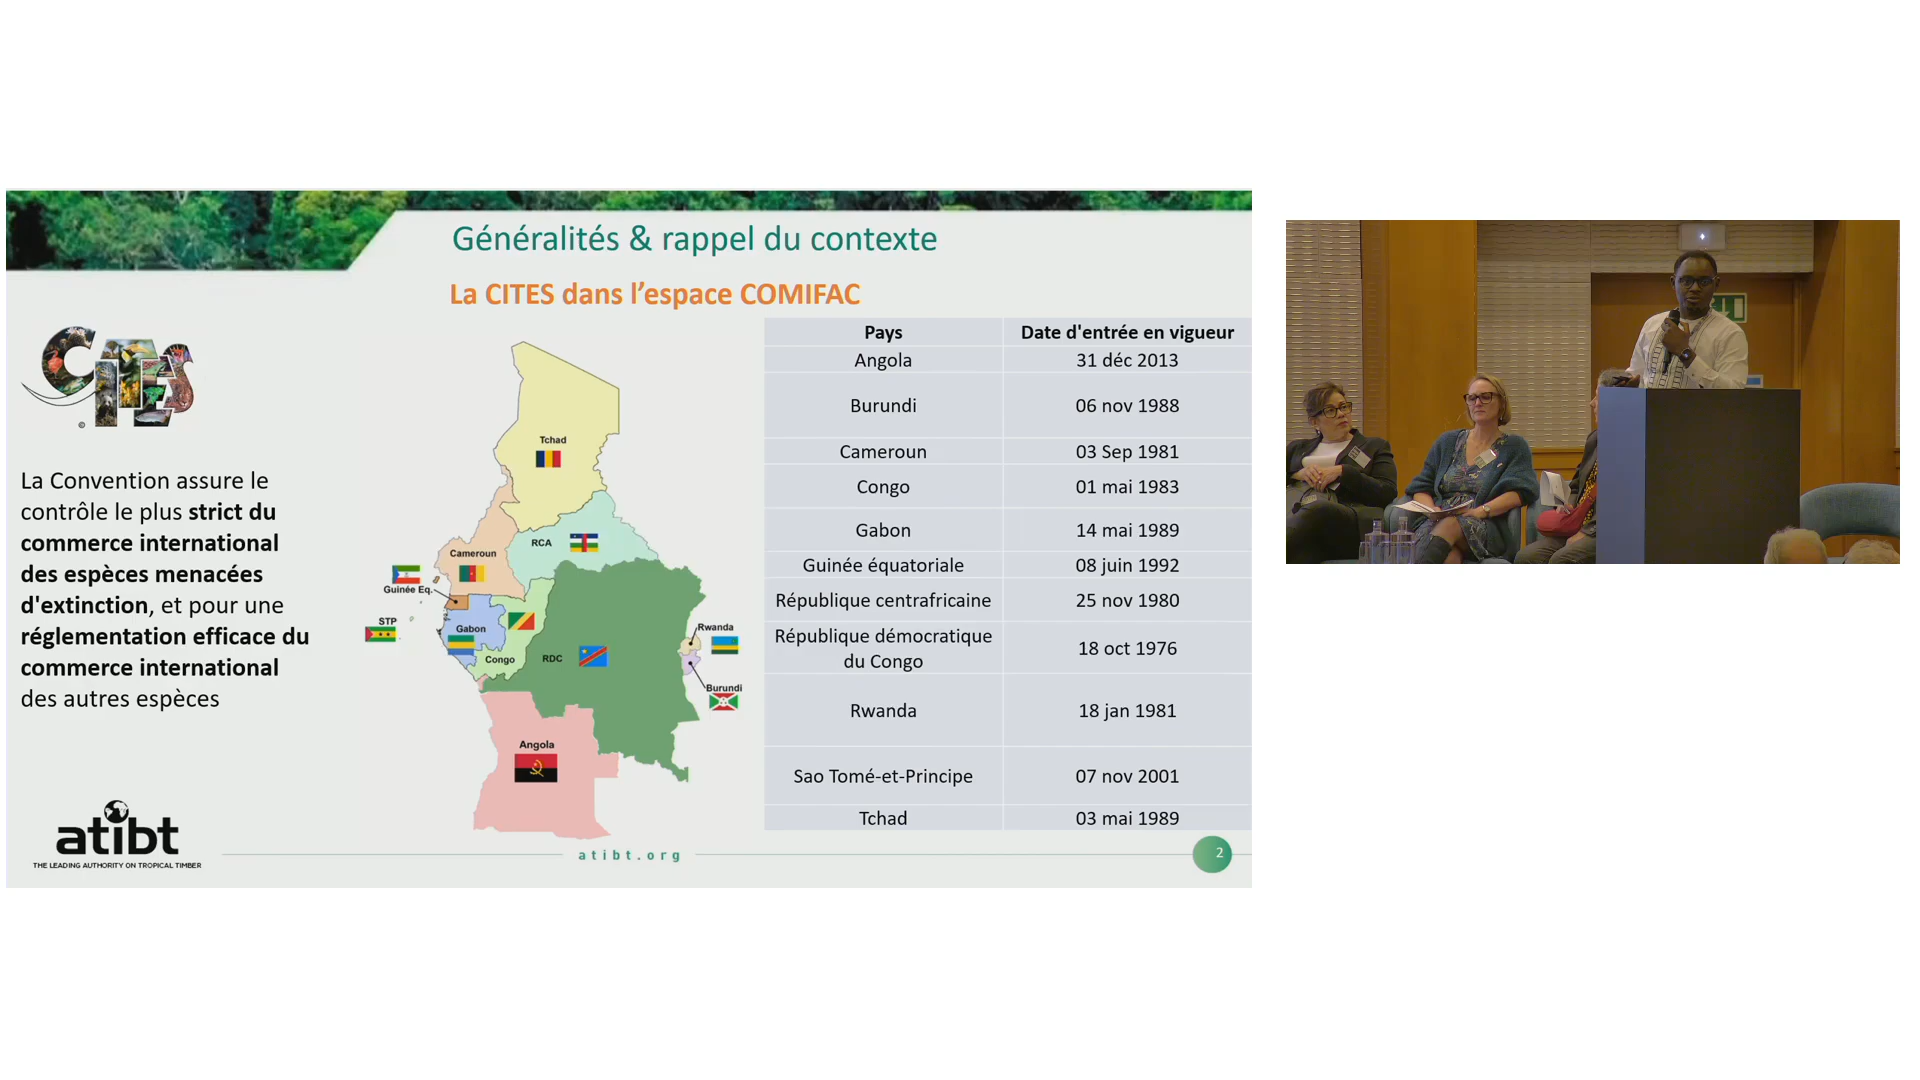 Généralités & rappel du contexte
La CITES dans l'espace COMIFAC
CITES
©
La Convention assure le
contrôle le plus strict du
commerce international
des espèces menacées
d'extinction, et pour une
réglementation efficace du
commerce international
des autres espèces
Tchad
RCA
Cameroun
Guinée Eq.
STP
Gabon
Congo
RDC
Rwanda
Burundi
Angola
Pays Date d'entrée en vigueur
Angola 31 déc 2013
Burundi 06 nov 1988
Cameroun 03 Sep 1981
Congo 01 mai 1983
Gabon 14 mai 1989
Guinée équatoriale 08 juin 1992
République centrafricaine 25 nov 1980
République démocratique
du Congo 18 oct 1976
Rwanda 18 jan 1981
Sao Tomé-et-Principe 07 nov 2001
Tchad 03 mai 1989
atibt
THE LEADING AUTHORITY ON TROPICAL TIMBER
atibt.org
2